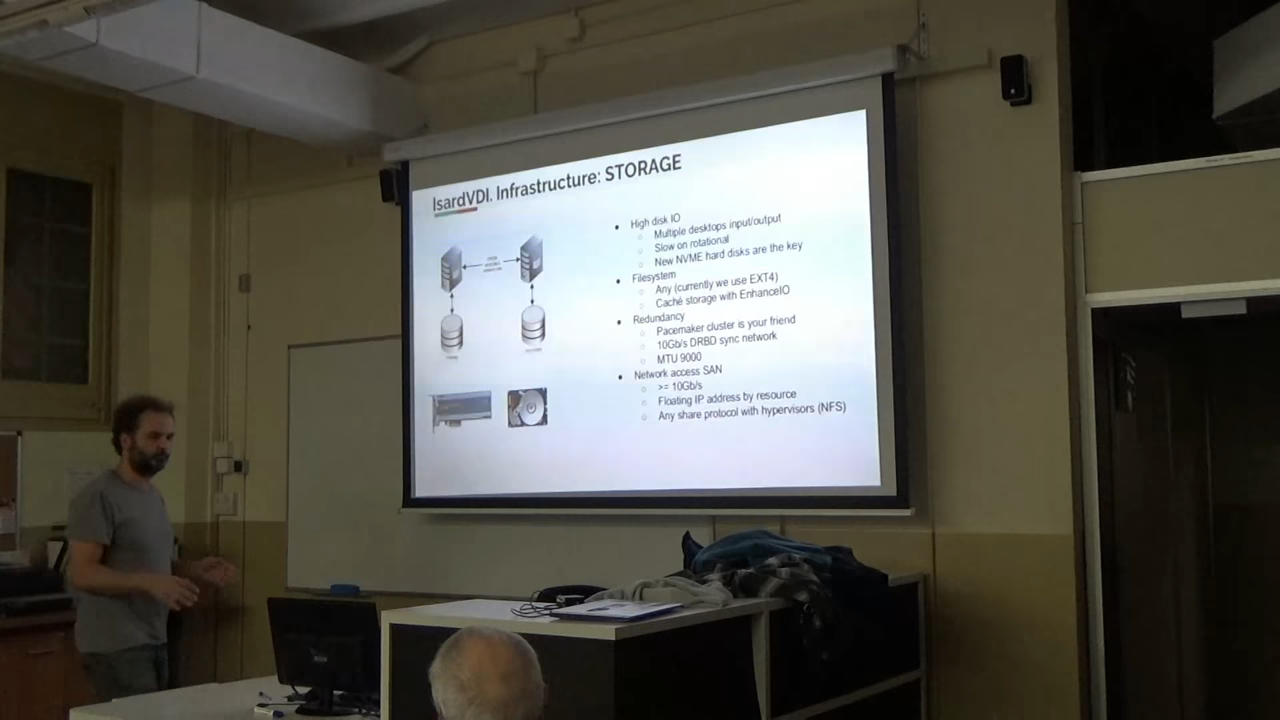 IsardVDI. Infrastructure: STORAGE
High disk IO
Multiple desktops input/output
Slow on rotational
New NVME hard disks are the key
Filesystem
Any (currently we use EXT4)
Caché storage with EnhanceIO
Redundancy
Pacemaker cluster is your friend
10Gb/s DRBD sync network
MTU 9000
Network access SAN
>= 10Gb/s
Floating IP address by resource
Any share protocol with hypervisors (NFS)